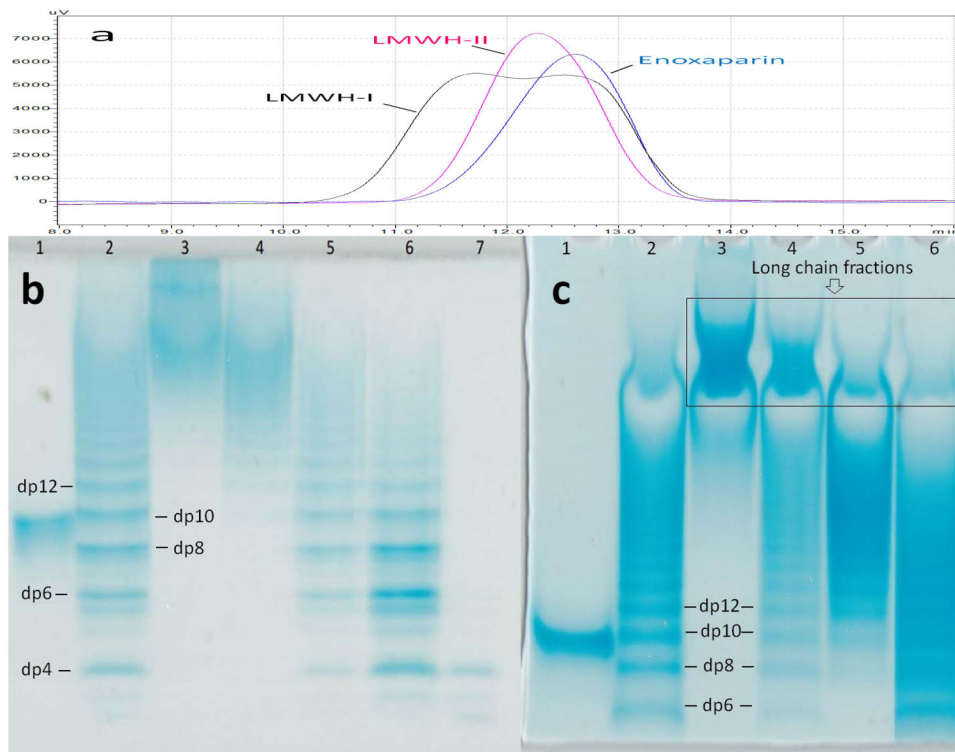 uV
a
7000
6000
5000
4000
3000
2000
1000
0
LMWH-II
Enoxaparin
LMWH-I
8.0 9.0 10.0 11.0 12.0 13.0 14.0 15.0 min
b
1 2 3 4 5 6 7
dp12
dp10
dp8
dp6
dp4
c
1 2 3 4 5 6
Long chain fractions
dp12
dp10
dp8
dp6